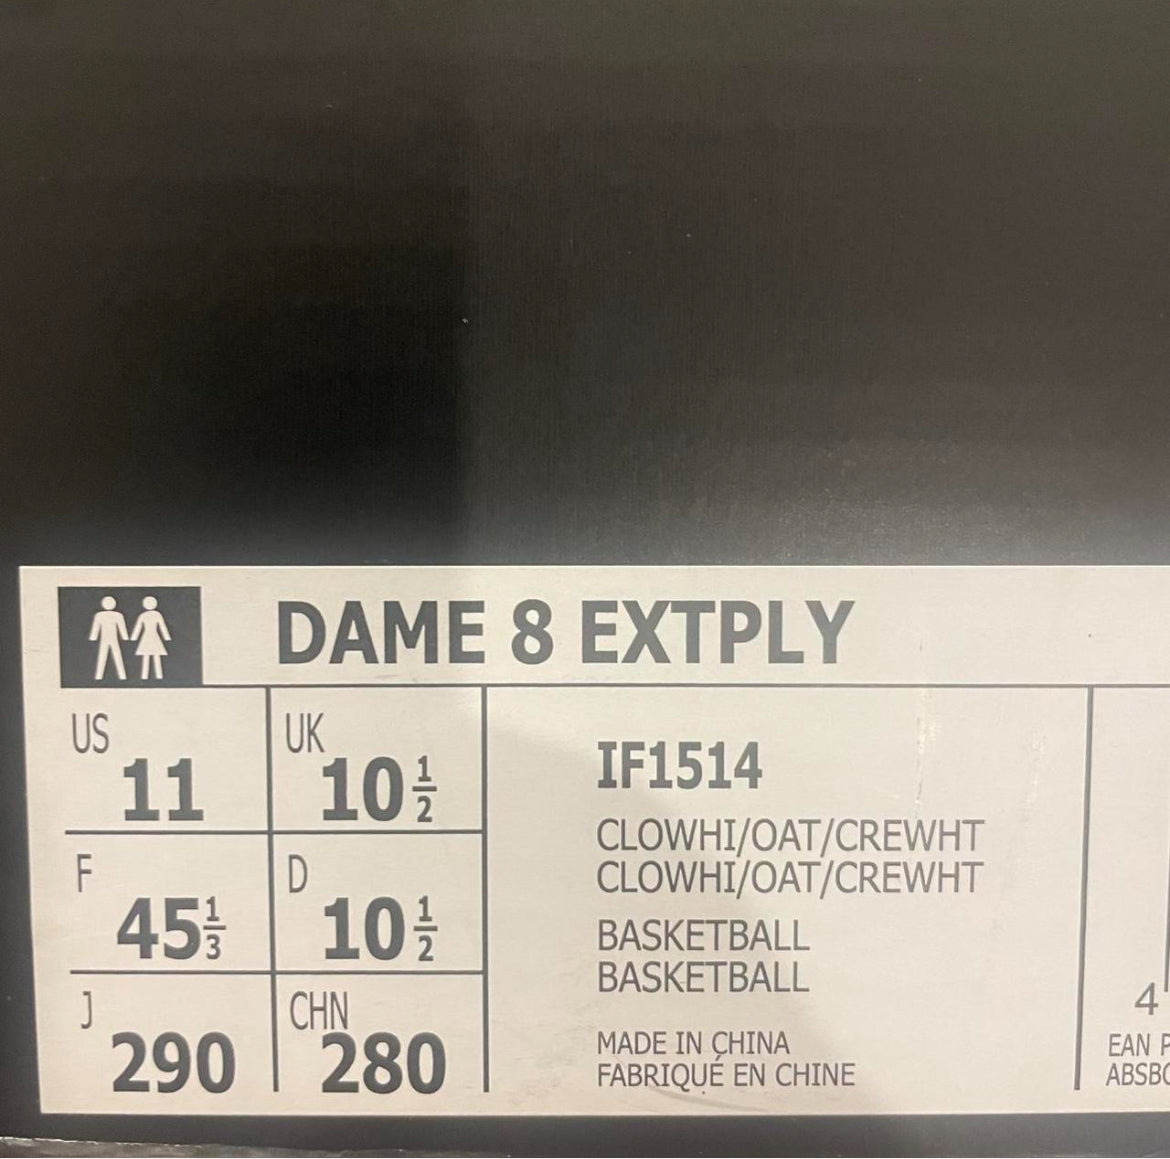 DAME 8 EXTPLY
US
11
UK
10 1/2
F
45 1/3
D
10 1/2
J
290
CHN
280
IF1514
CLOWHI/OAT/CREWHT
CLOWHI/OAT/CREWHT
BASKETBALL
BASKETBALL
MADE IN CHINA
FABRIQUÉ EN CHINE
4
EAN